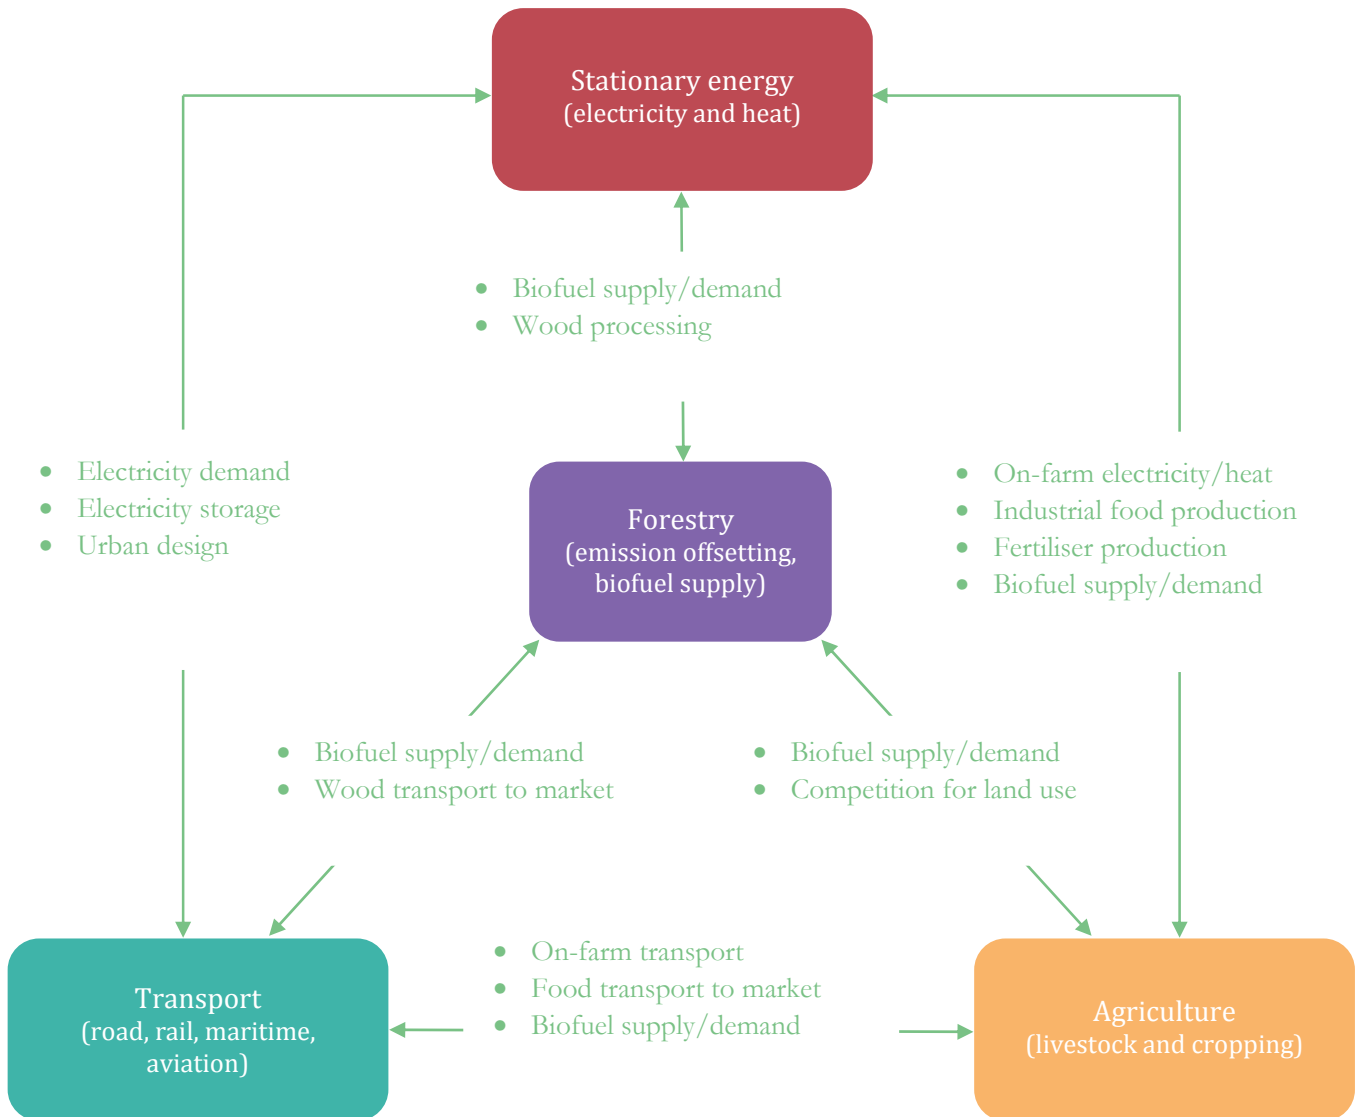 Stationary energy
(electricity and heat)
• Biofuel supply/demand
• Wood processing
• Electricity demand
• Electricity storage
• Urban design
Forestry
(emission offsetting,
biofuel supply)
• On-farm electricity/heat
• Industrial food production
• Fertiliser production
• Biofuel supply/demand
• Biofuel supply/demand
• Wood transport to market
• Biofuel supply/demand
• Competition for land use
Transport
(road, rail, maritime,
aviation)
• On-farm transport
• Food transport to market
• Biofuel supply/demand
Agriculture
(livestock and cropping)